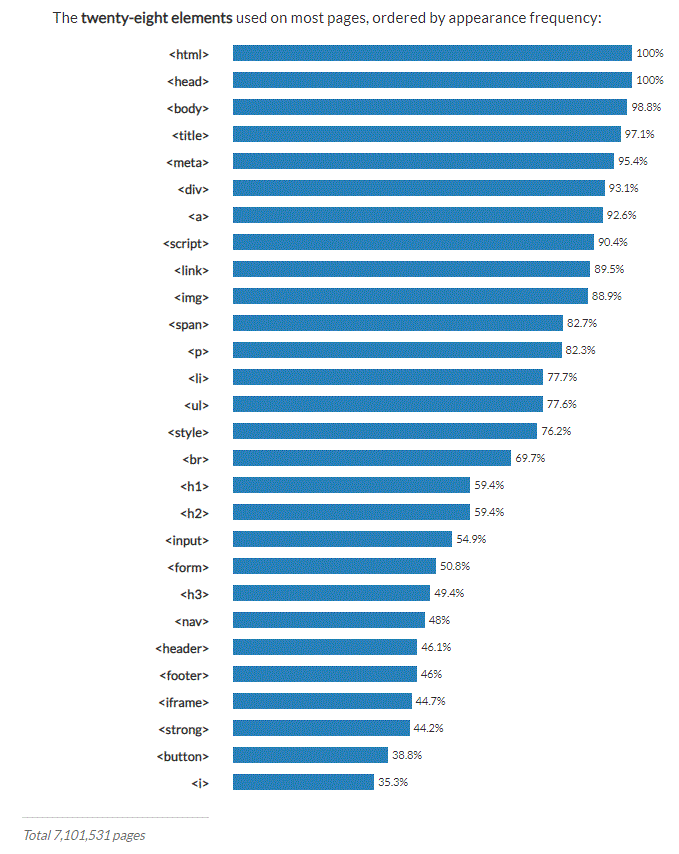 The twenty-eight elements used on most pages, ordered by appearance frequency:
<html> 100%
<head> 100%
<body> 98.8%
<title> 97.1%
<meta> 95.4%
<div> 93.1%
<a> 92.6%
<script> 90.4%
<link> 89.5%
<img> 88.9%
<span> 82.7%
<p> 82.3%
<li> 77.7%
<ul> 77.6%
<style> 76.2%
<br> 69.7%
<h1> 59.4%
<h2> 59.4%
<input> 54.9%
<form> 50.8%
<h3> 49.4%
<nav> 48%
<header> 46.1%
<footer> 46%
<iframe> 44.7%
<strong> 44.2%
<button> 38.8%
<i> 35.3%
Total 7,101,531 pages